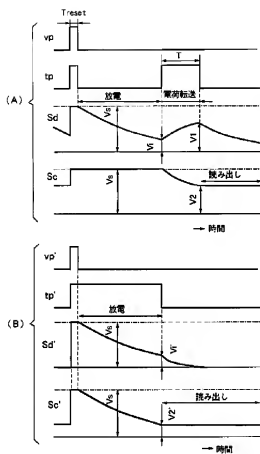 Treset
vp
T
tp
放電
電荷転送
(A)
Sd
Vs
Vi
V1
Sc
Vs
読み出し
V2
→ 時間
vp'
tp'
放電
(B)
Sd'
Vs
Vi'
Sc'
Vs
読み出し
V2'
→ 時間